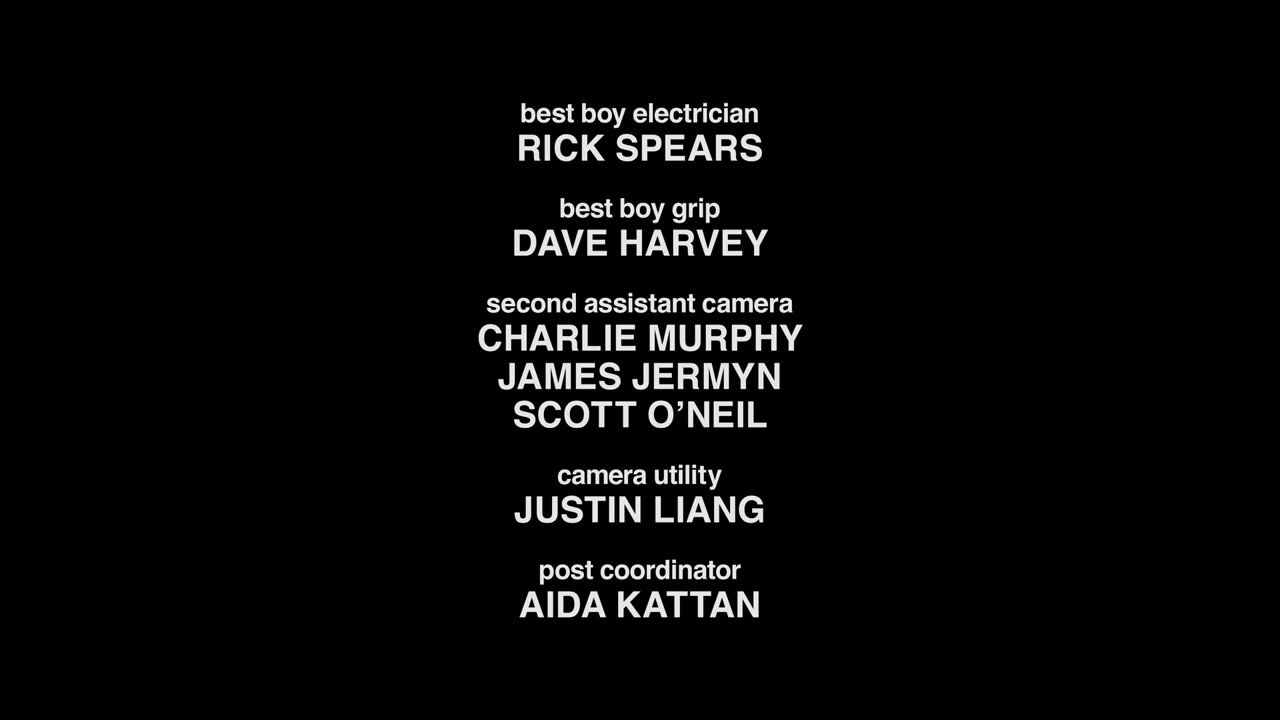 best boy electrician
RICK SPEARS
best boy grip
DAVE HARVEY
second assistant camera
CHARLIE MURPHY
JAMES JERMYN
SCOTT O’NEIL
camera utility
JUSTIN LIANG
post coordinator
AIDA KATTAN